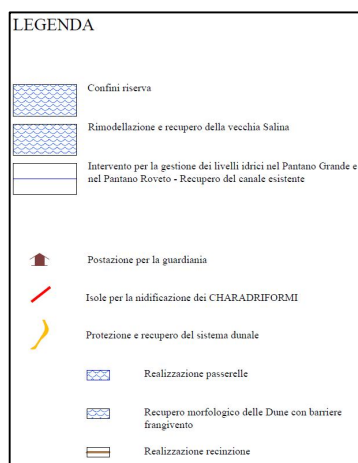 LEGENDA
Confini riserva
Rimodellazione e recupero della vecchia Salina
Intervento per la gestione dei livelli idrici nel Pantano Grande e
nel Pantano Roveto - Recupero del canale esistente
Postazione per la guardiania
Isole per la nidificazione dei CHARADRIFORMI
Protezione e recupero del sistema dunale
Realizzazione passerelle
Recupero morfologico delle Dune con barriere
frangivento
Realizzazione recinzione